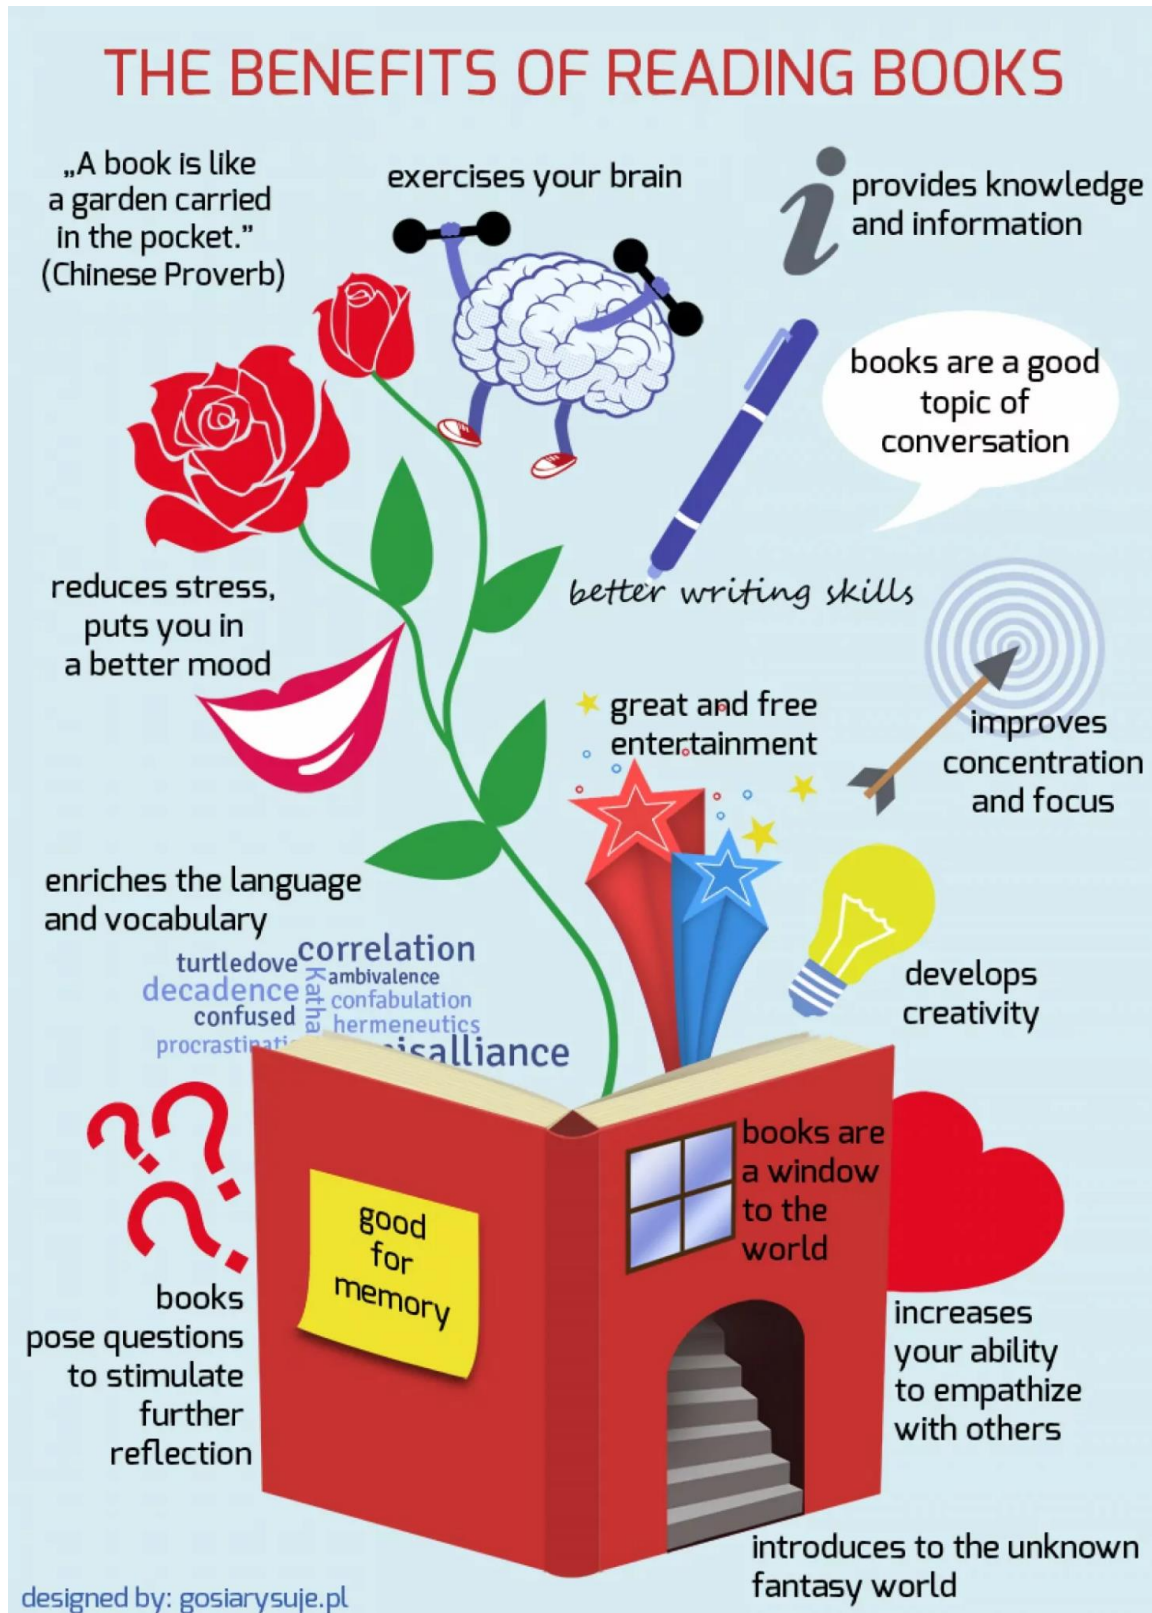 THE BENEFITS OF READING BOOKS
„A book is like
a garden carried
in the pocket.”
(Chinese Proverb)
exercises your brain
provides knowledge
and information
books are a good
topic of
conversation
reduces stress,
puts you in
a better mood
better writing skills
great and free
entertainment
improves
concentration
and focus
enriches the language
and vocabulary
correlation
turtledove
ambivalence
decadence
Katha
confabulation
confused
hermeneutics
develops
creativity
books are
a window
to the
world
good
for
memory
books
pose questions
to stimulate
further
reflection
increases
your ability
to empathize
with others
introduces to the unknown
fantasy world
designed by: gosiarysuje.pl